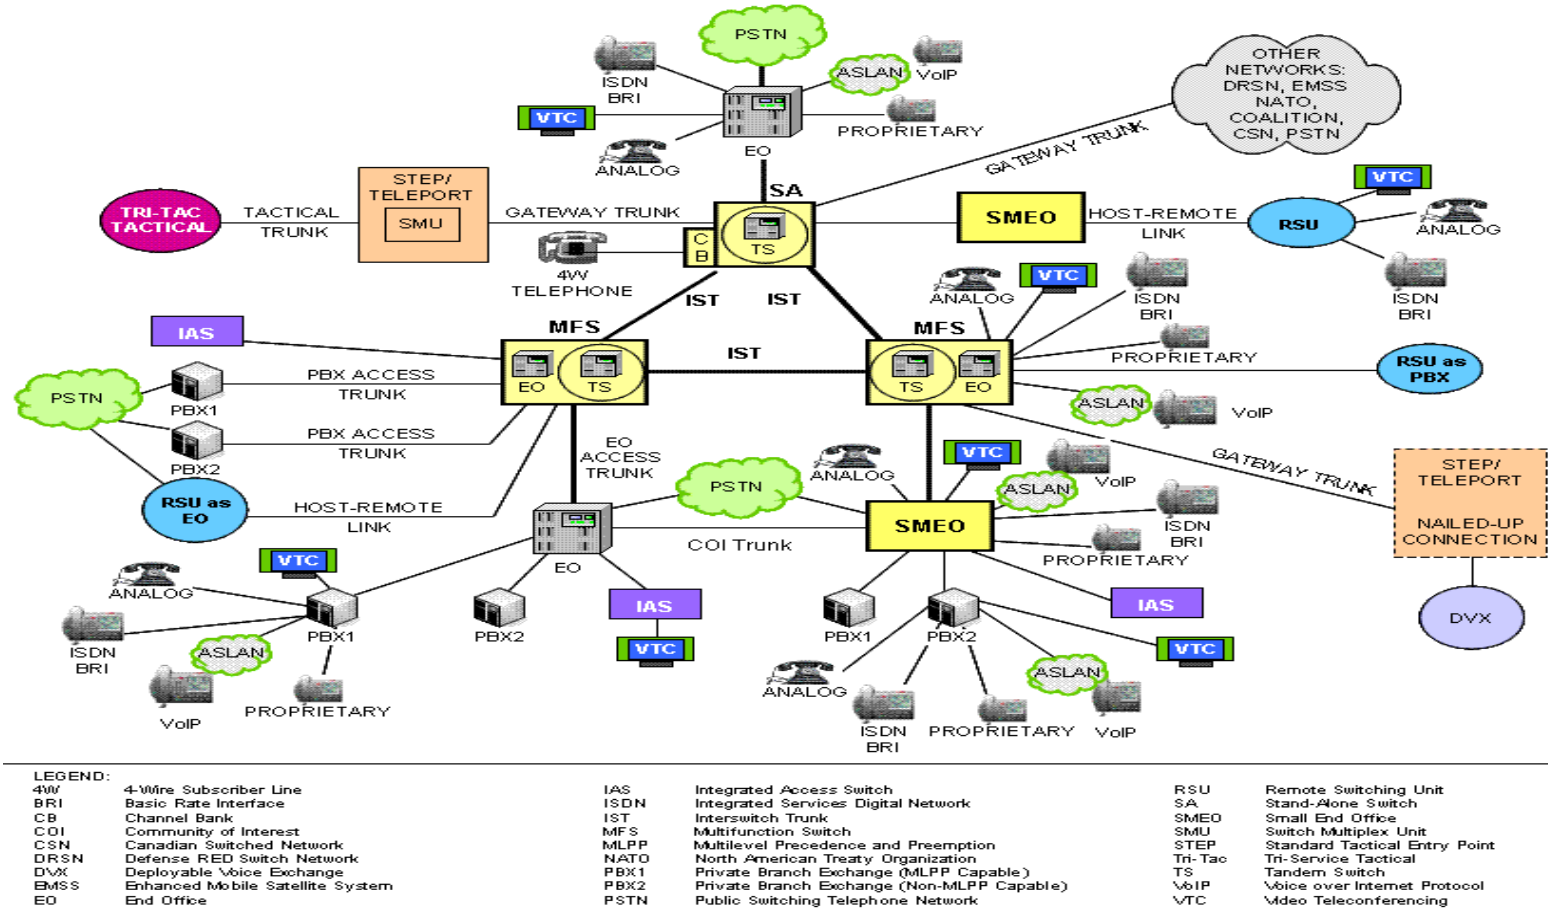 PSTN
ISDN
BRI
ASLAN
VoIP
VTC
PROPRIETARY
EO
ANALOG
OTHER
NETWORKS:
DRSN, EMSS
NATO,
COALITION,
CSN, PSTN
GATEWAY TRUNK
SA
TRI-TAC
TACTICAL
TACTICAL
TRUNK
STEP/
TELEPORT
SMU
GATEWAY TRUNK
C
B
TS
SMEO
HOST-REMOTE
LINK
RSU
VTC
ANALOG
ISDN
BRI
4W
TELEPHONE
IST
IST
IST
MFS
EO
TS
MFS
TS
EO
ANALOG
VTC
ISDN
BRI
PROPRIETARY
RSU as
PBX
ASLAN
VoIP
IAS
PSTN
PBX1
PBX ACCESS
TRUNK
PBX2
PBX ACCESS
TRUNK
RSU as
EO
HOST-REMOTE
LINK
EO
ACCESS
TRUNK
PSTN
EO
COI Trunk
ANALOG
VTC
ASLAN
VoIP
SMEO
ISDN
BRI
PROPRIETARY
GATEWAY TRUNK
STEP/
TELEPORT
NAILED-UP
CONNECTION
DVX
VTC
ANALOG
PBX1
ISDN
BRI
ASLAN
VoIP
PROPRIETARY
PBX2
IAS
VTC
PBX1
PBX2
IAS
VTC
ANALOG
ISDN
BRI
PROPRIETARY
ASLAN
VoIP
LEGEND:
4W 4-Wire Subscriber Line
BRI Basic Rate Interface
CB Channel Bank
COI Community of Interest
CSN Canadian Switched Network
DRSN Defense RED Switch Network
DVX Deployable Voice Exchange
EMSS Enhanced Mobile Satellite System
EO End Office
IAS Integrated Access Switch
ISDN Integrated Services Digital Network
IST Interswitch Trunk
MFS Multifunction Switch
MLPP Multilevel Precedence and Preemption
NATO North American Treaty Organization
PBX1 Private Branch Exchange (MLPP Capable)
PBX2 Private Branch Exchange (Non-MLPP Capable)
PSTN Public Switching Telephone Network
RSU Remote Switching Unit
SA Stand-Alone Switch
SMEO Small End Office
SMU Switch Multiplex Unit
STEP Standard Tactical Entry Point
Tri-Tac Tri-Service Tactical
TS Tandem Switch
VoIP Voice over Internet Protocol
VTC Video Teleconferencing